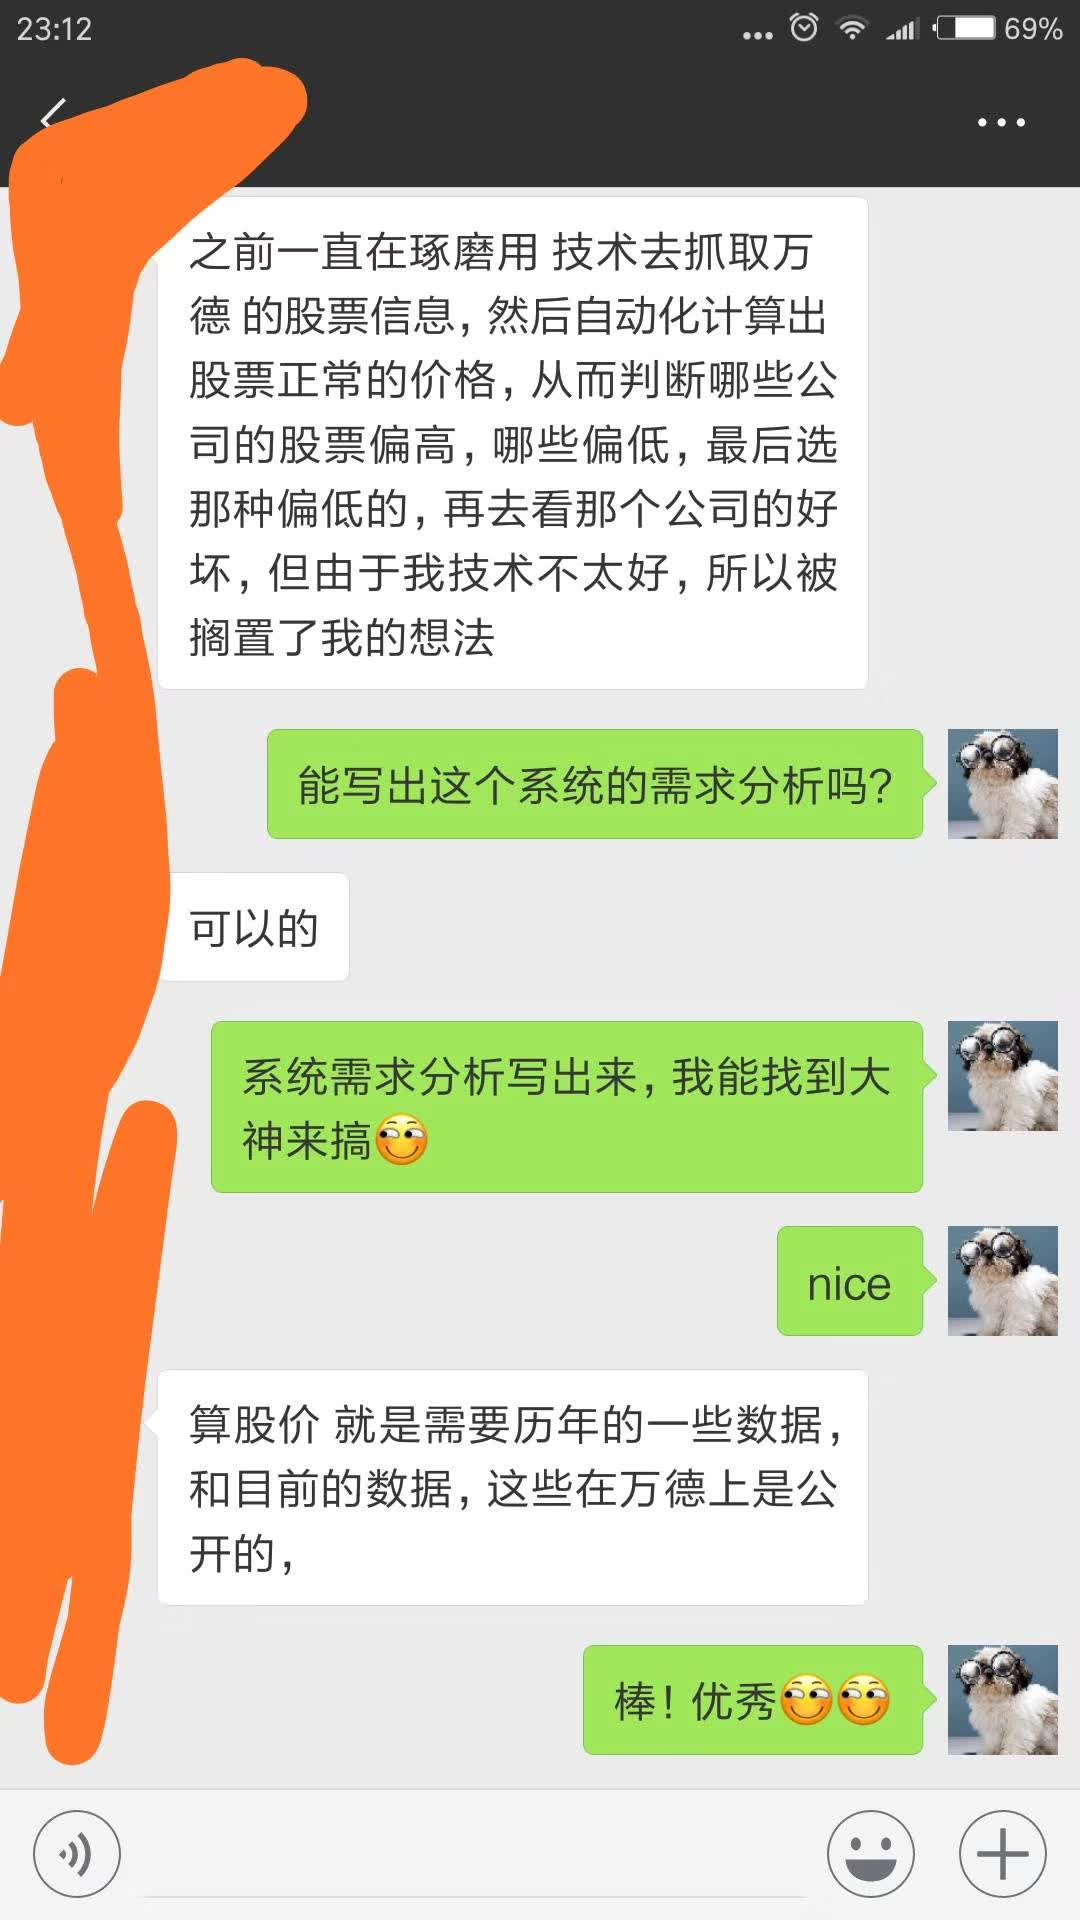 23:12
69%
之前一直在琢磨用 技术去抓取万
德 的股票信息, 然后自动化计算出
股票正常的价格, 从而判断哪些公
司的股票偏高, 哪些偏低, 最后选
那种偏低的, 再去看那个公司的好
坏, 但由于我技术不太好, 所以被
搁置了我的想法
能写出这个系统的需求分析吗?
可以的
系统需求分析写出来, 我能找到大
神来搞
nice
算股价 就是需要历年的一些数据,
和目前的数据, 这些在万德上是公
开的,
棒! 优秀